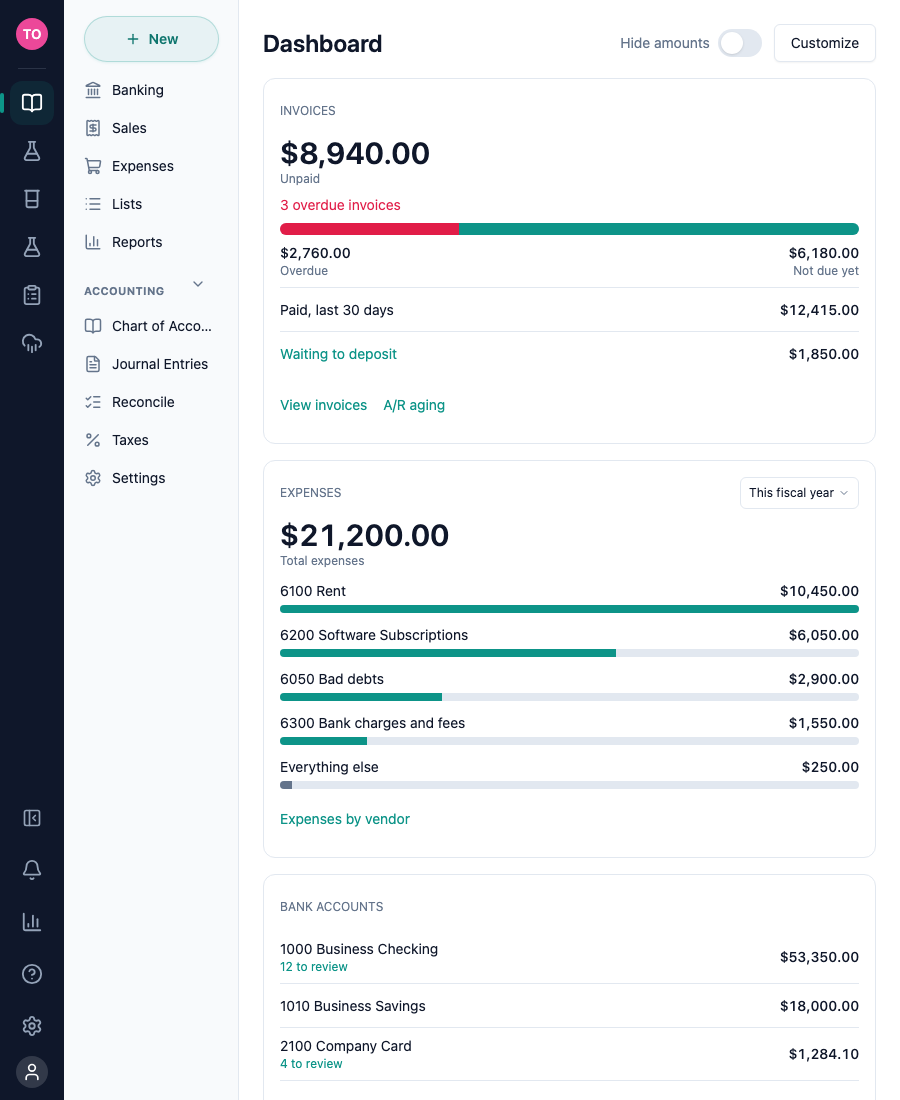 TO
New
Banking
Sales
Expenses
Lists
Reports
ACCOUNTING
Chart of Acco...
Journal Entries
Reconcile
Taxes
Settings
Dashboard
Hide amounts
Customize
INVOICES
$8,940.00
Unpaid
3 overdue invoices
$2,760.00 $6,180.00
Overdue Not due yet
Paid, last 30 days $12,415.00
Waiting to deposit $1,850.00
View invoices A/R aging
EXPENSES This fiscal year
$21,200.00
Total expenses
6100 Rent $10,450.00
6200 Software Subscriptions $6,050.00
6050 Bad debts $2,900.00
6300 Bank charges and fees $1,550.00
Everything else $250.00
Expenses by vendor
BANK ACCOUNTS
1000 Business Checking $53,350.00
12 to review
1010 Business Savings $18,000.00
2100 Company Card $1,284.10
4 to review